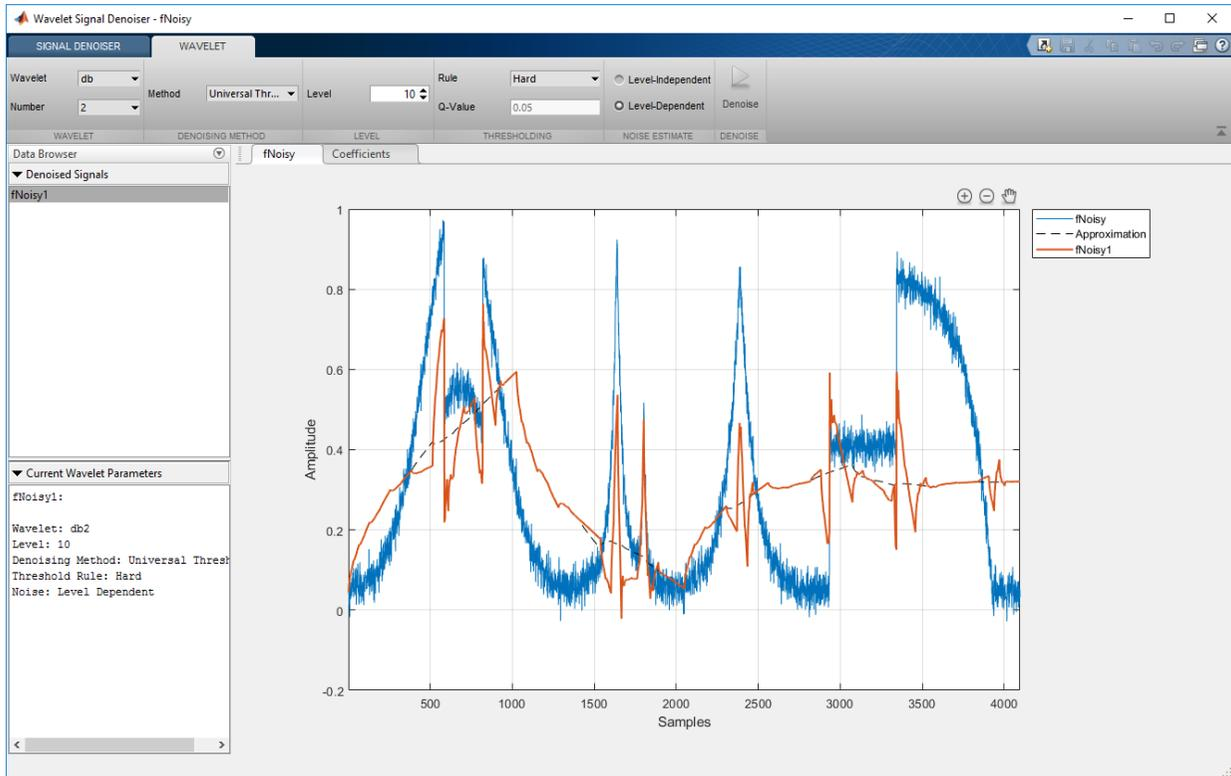 Wavelet Signal Denoiser - fNoisy
SIGNAL DENOISER WAVELET
Wavelet db
Number 2
Method Universal Thr...
Level 10
Rule Hard
Q-Value 0.05
Level-Independent
Level-Dependent
Denoise
WAVELET DENOISING METHOD LEVEL THRESHOLDING NOISE ESTIMATE DENOISE
Data Browser
Denoised Signals
fNoisy1
Current Wavelet Parameters
fNoisy1:
Wavelet: db2
Level: 10
Denoising Method: Universal Thresh
Threshold Rule: Hard
Noise: Level Dependent
fNoisy Coefficients
fNoisy
Approximation
fNoisy1
1
0.8
0.6
0.4
0.2
0
-0.2
Amplitude
500 1000 1500 2000 2500 3000 3500 4000
Samples